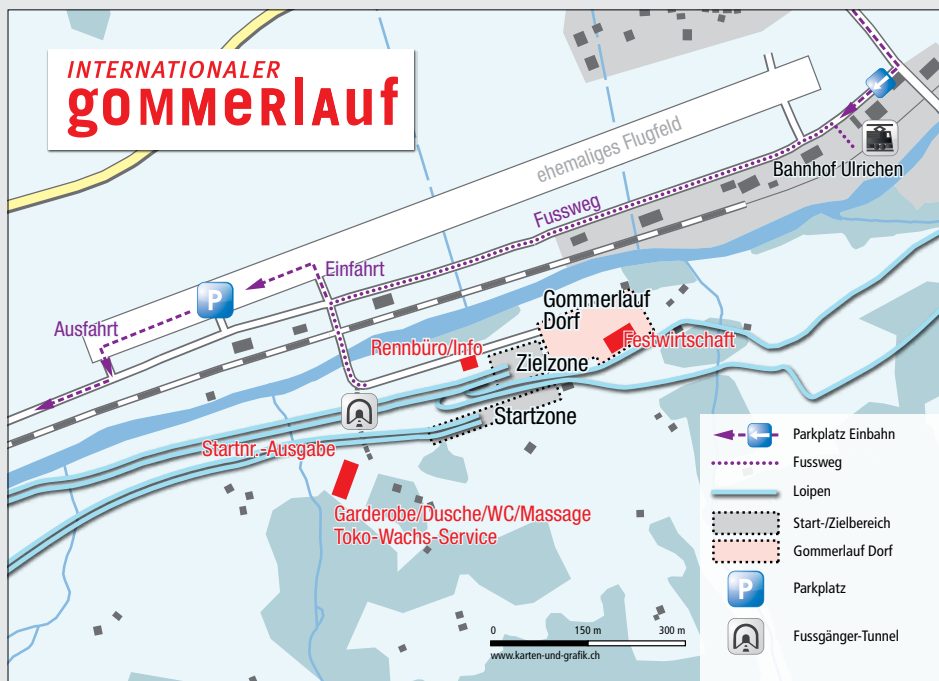 INTERNATIONALER
gommerlauf
ehemaliges Flugfeld
Bahnhof Ulrichen
Fussweg
Einfahrt
P
Ausfahrt
Gommerlauf
Dorf
Rennbüro/Info
Festwirtschaft
Zielzone
Startzone
Startnr.-Ausgabe
Garderobe/Dusche/WC/Massage
Toko-Wachs-Service
Parkplatz Einbahn
Fussweg
Loipen
Start-/Zielbereich
Gommerlauf Dorf
P Parkplatz
Fussgänger-Tunnel
0 150 m 300 m
www.karten-und-grafik.ch